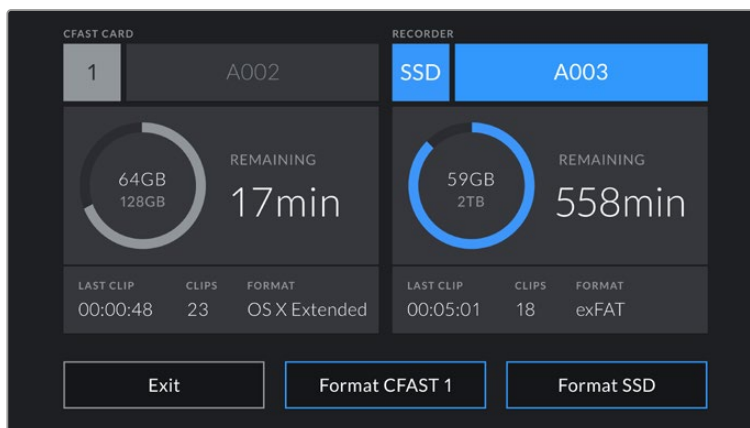 CFAST CARD
1 A002
64GB
128GB
REMAINING
17min
LAST CLIP CLIPS FORMAT
00:00:48 23 OS X Extended
RECORDER
SSD A003
59GB
2TB
REMAINING
558min
LAST CLIP CLIPS FORMAT
00:05:01 18 exFAT
Exit Format CFAST 1 Format SSD